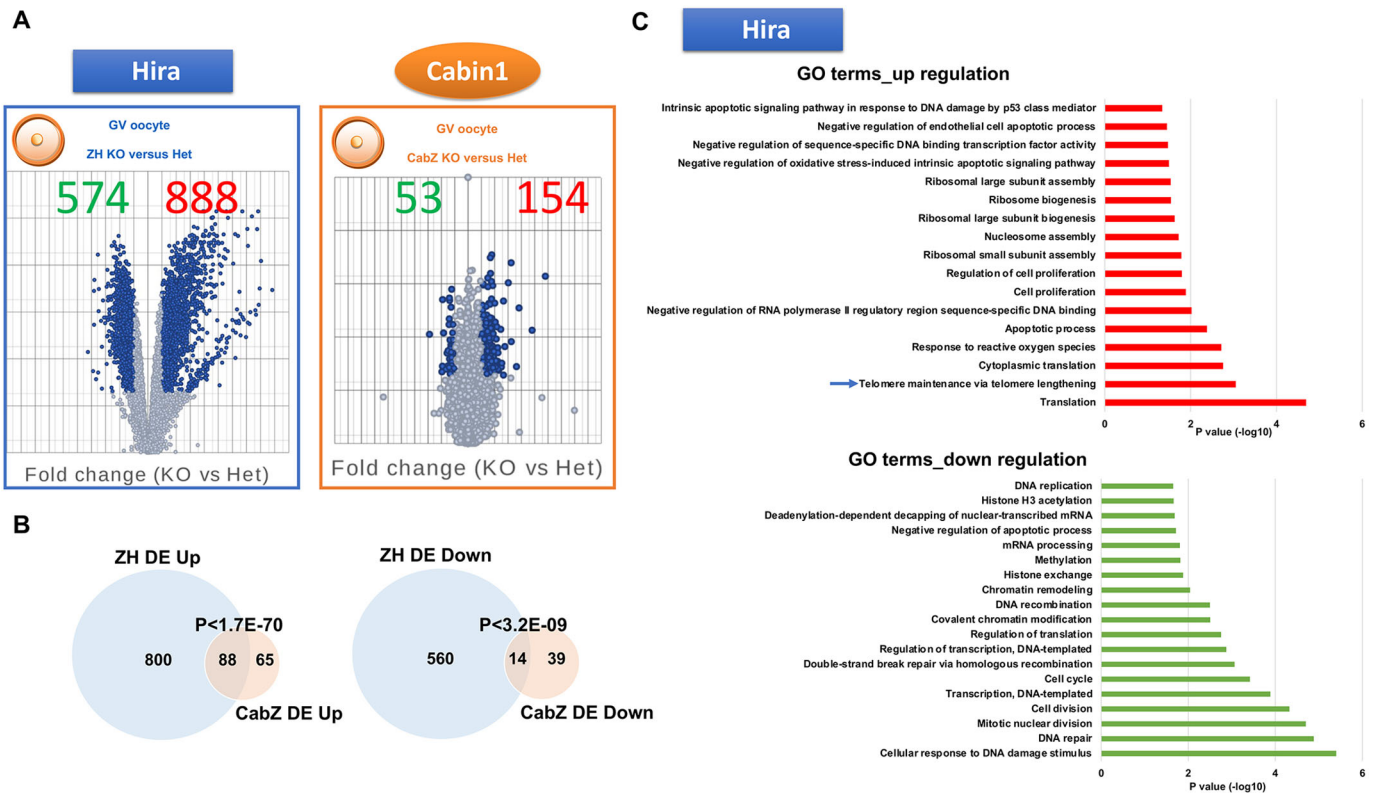 A
Hira
Cabin1
GV oocyte
ZH KO versus Het
574
888
Fold change (KO vs Het)
GV oocyte
CabZ KO versus Het
53
154
Fold change (KO vs Het)
B
ZH DE Up
P<1.7E-70
800
88
65
CabZ DE Up
ZH DE Down
P<3.2E-09
560
14
39
CabZ DE Down
C
Hira
GO terms_up regulation
Intrinsic apoptotic signaling pathway in response to DNA damage by p53 class mediator
Negative regulation of endothelial cell apoptotic process
Negative regulation of sequence-specific DNA binding transcription factor activity
Negative regulation of oxidative stress-induced intrinsic apoptotic signaling pathway
Ribosomal large subunit assembly
Ribosome biogenesis
Ribosomal large subunit biogenesis
Nucleosome assembly
Ribosomal small subunit assembly
Regulation of cell proliferation
Cell proliferation
Negative regulation of RNA polymerase II regulatory region sequence-specific DNA binding
Apoptotic process
Response to reactive oxygen species
Cytoplasmic translation
Telomere maintenance via telomere lengthening
Translation
0 2 4 6
P value (-log10)
GO terms_down regulation
DNA replication
Histone H3 acetylation
Deadenylation-dependent decapping of nuclear-transcribed mRNA
Negative regulation of apoptotic process
mRNA processing
Methylation
Histone exchange
Chromatin remodeling
DNA recombination
Covalent chromatin modification
Regulation of translation
Regulation of transcription, DNA-templated
Double-strand break repair via homologous recombination
Cell cycle
Transcription, DNA-templated
Cell division
Mitotic nuclear division
DNA repair
Cellular response to DNA damage stimulus
0 2 4 6
P value (-log10)